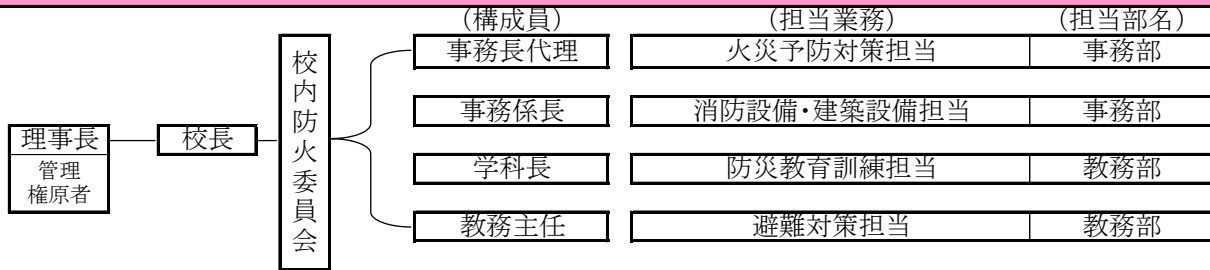 (構成員) (担当業務) (担当部名)
事務長代理 火災予防対策担当 事務部
事務係長 消防設備・建築設備担当 事務部
学科長 防災教育訓練担当 教務部
教務主任 避難対策担当 教務部
理事長
管理
権原者
校長
校内防火委員会